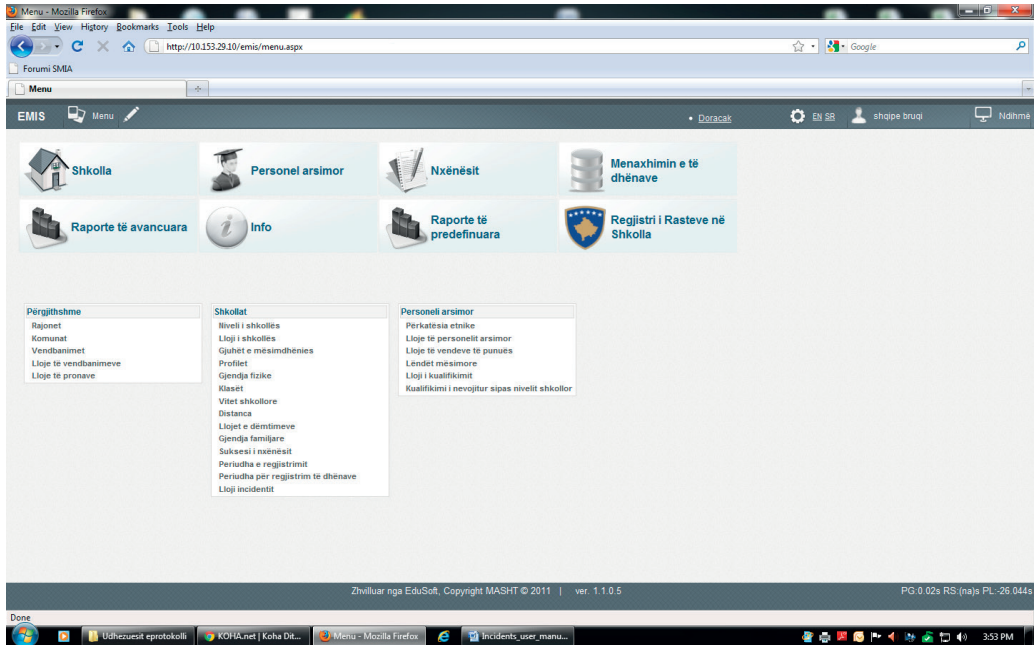 Menu - Mozilla Firefox
File Edit View History Bookmarks Tools Help
http://10.153.29.10/emis/menu.aspx
Google
Forumi SMIA
Menu
EMIS Menu • Doracak EN SR shqipe bruqi Ndihmë
Shkolla
Personel arsimor
Nxënësit
Menaxhimin e të
dhënave
Raporte të avancuara
Info
Raporte të
predefinuara
Regjistri i Rasteve në
Shkolla
Përgjithshme
Rajonet
Komunat
Vendbanimet
Lloje të vendbanimeve
Lloje të pronave
Shkollat
Niveli i shkollës
Lloji i shkollës
Gjuhët e mësimdhënies
Profilet
Gjendja fizike
Klasët
Vitet shkollore
Distanca
Llojet e dëmtimeve
Gjendja familjare
Suksesi i nxënësit
Periudha e regjistrimit
Periudha për regjistrim të dhënave
Lloji incidentit
Personeli arsimor
Përkatësia etnike
Lloje të personelit arsimor
Lloje të vendeve të punuës
Lëndët mësimore
Lloji i kualifikimit
Kualifikimi i nevojitur sipas nivelit shkollor
Zhvilluar nga EduSoft, Copyright MASHT © 2011 | ver. 1.1.0.5
PG:0.02s RS:(na)s PL:-26.044s
Done
Udhezuesit eprotokolli
KOHA.net | Koha Dit...
Menu - Mozilla Firefox
Incidents_user_manu...
3:53 PM